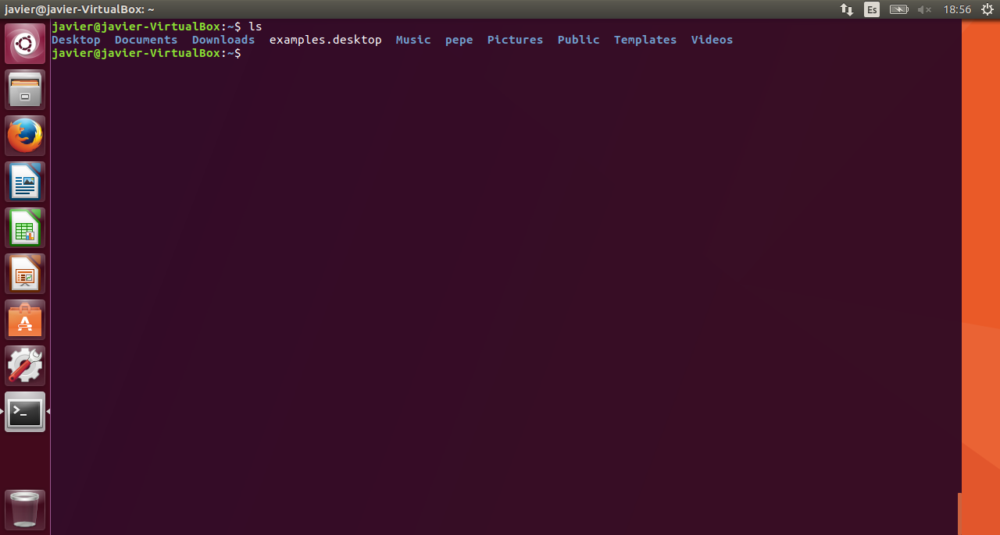 javier@javier-VirtualBox: ~
Es
18:56
javier@javier-VirtualBox:~$ ls
Desktop Documents Downloads examples.desktop Music pepe Pictures Public Templates Videos
javier@javier-VirtualBox:~$
A
>_